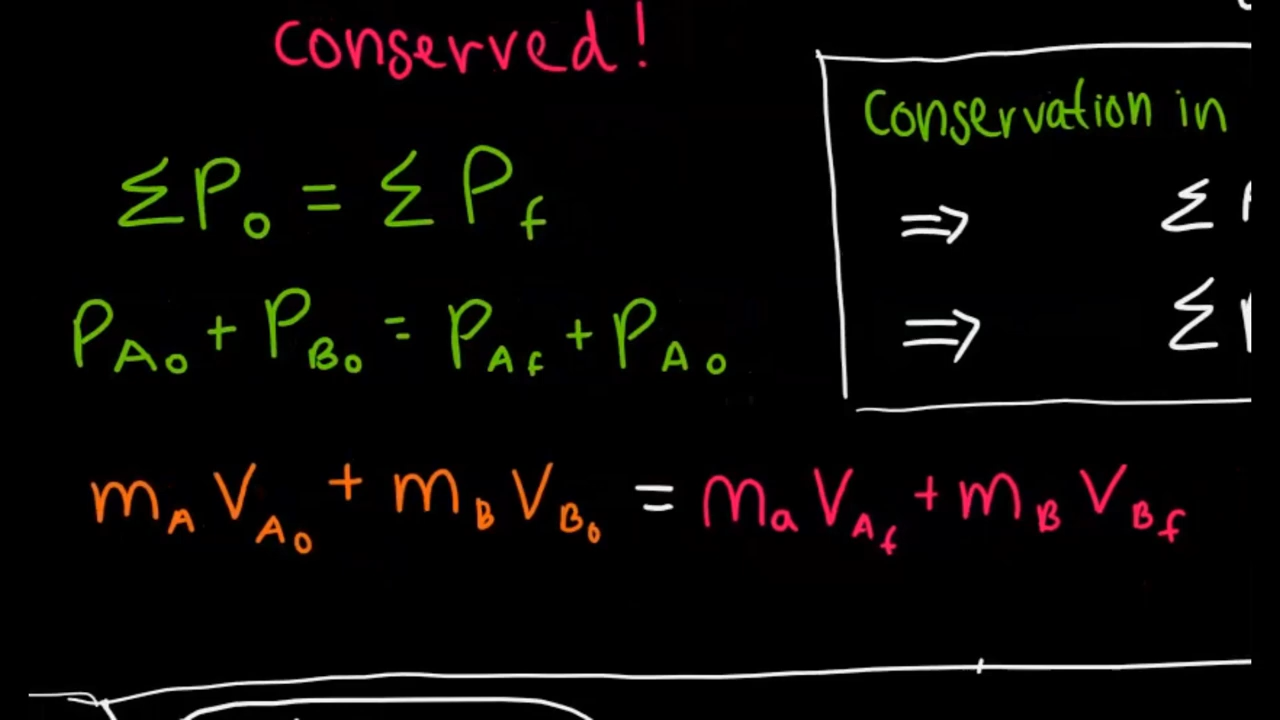 conserved!
ΣP₀ = ΣP_f
P_A₀ + P_B₀ = P_Af + P_A₀
m_A V_A₀ + m_B V_B₀ = m_a V_Af + m_B V_Bf
Conservation in
⇒ Σ
⇒ Σ